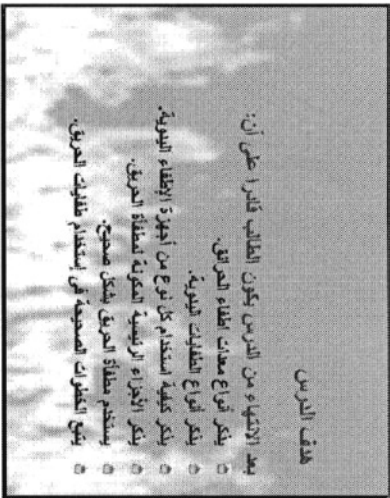 هدف الدرس
بعد الانتهاء من الدرس يكون الطالب قادرا على أن:
يذكر أنواع معدات اطفاء الحرائق.
يذكر أنواع الطفايات اليدوية.
يذكر كيفية استخدام كل نوع من أجهزة الإطفاء اليدوية.
يذكر الأجزاء الرئيسية المكونة لمطفأة الحريق.
يستخدم مطفأة الحريق بشكل صحيح.
يتبع الخطوات الصحيحة في إستخدام طفايات الحريق.